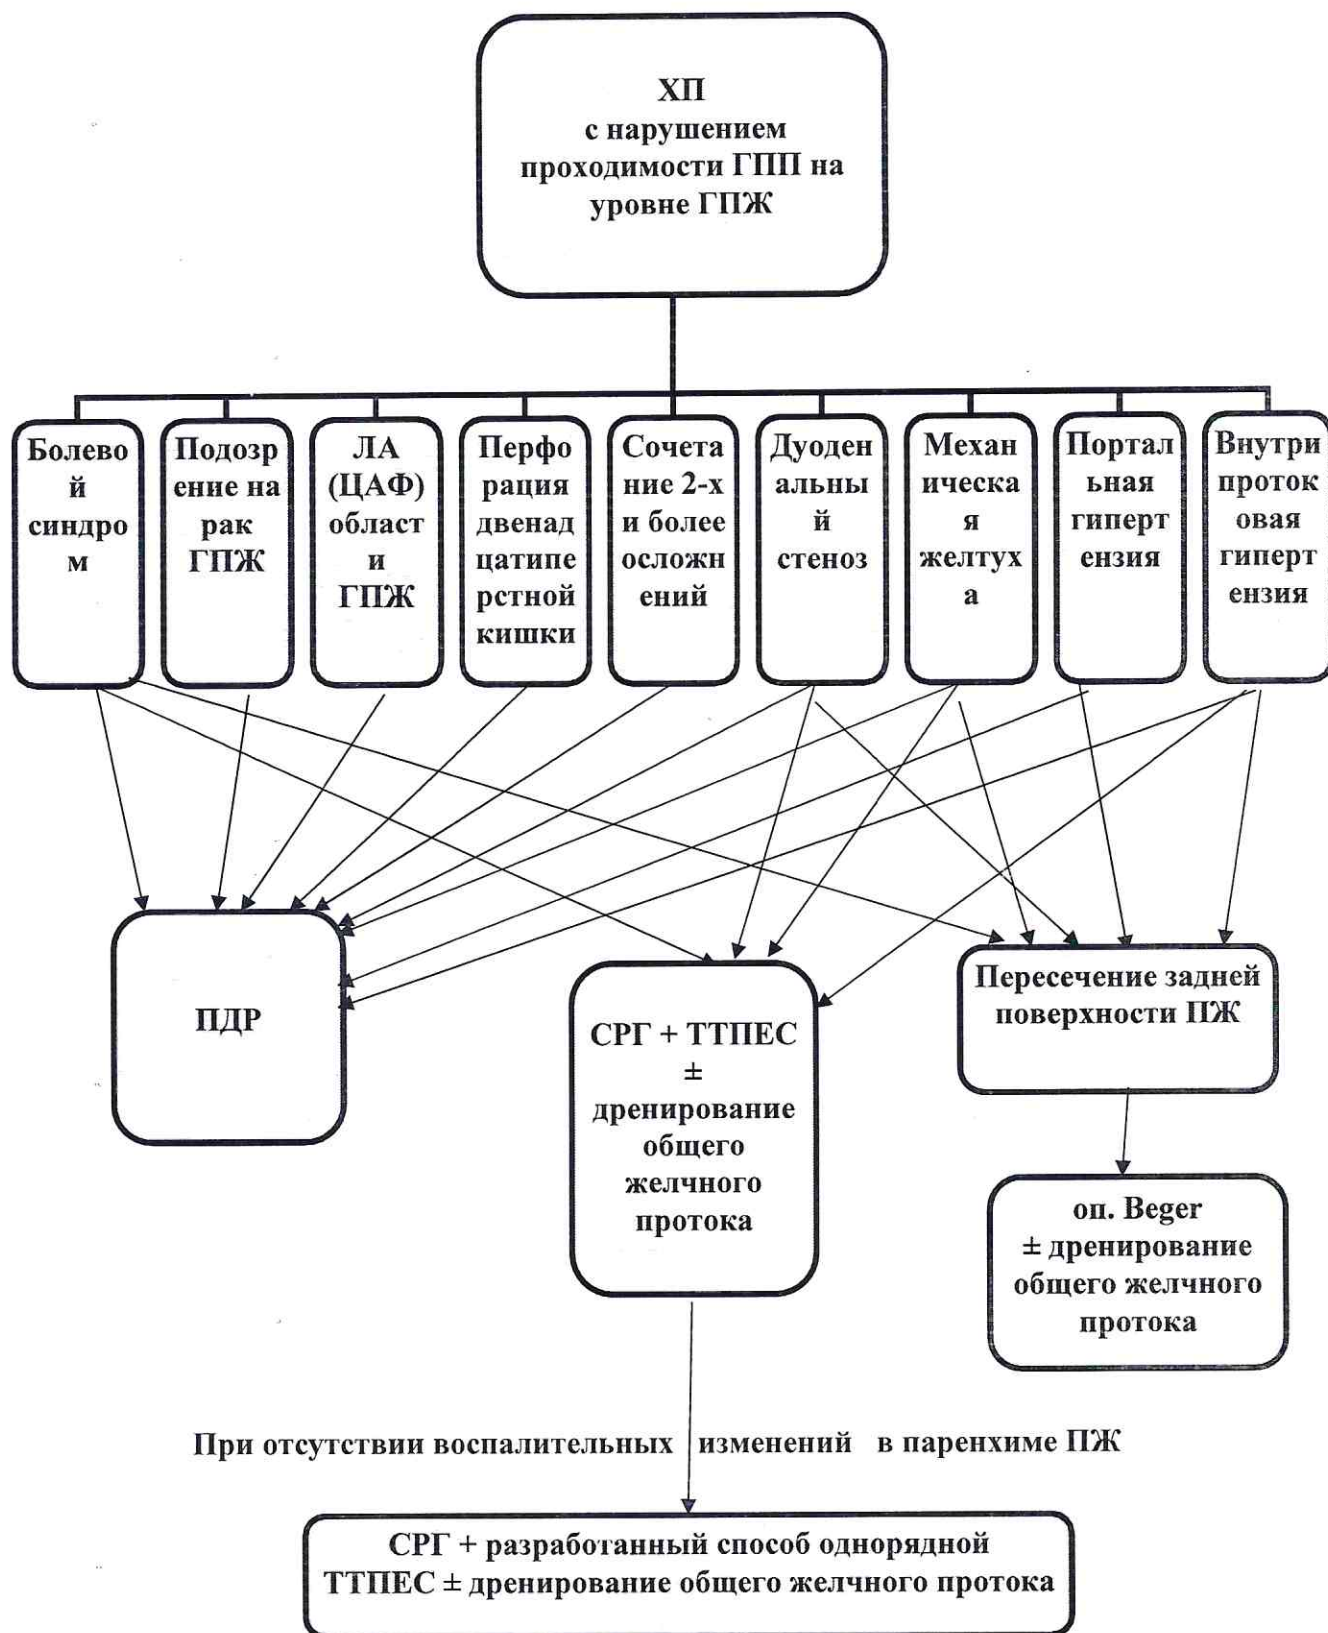 ХП
с нарушением
проходимости ГПП на
уровне ГПЖ
Болево
й
синдро
м
Подозр
ение на
рак
ГПЖ
ЛА
(ЦАФ)
област
и
ГПЖ
Перфо
рация
двенад
цатипе
рстной
кишки
Сочета
ние 2-х
и более
осложн
ений
Дуоден
альны
й
стеноз
Механ
ическа
я
желтух
а
Портал
ьная
гиперт
ензия
Внутри
проток
овая
гиперт
ензия
ПДР
СРГ + ТТПЕС
±
дренирование
общего
желчного
протока
Пересечение задней
поверхности ПЖ
оп. Beger
± дренирование
общего желчного
протока
При отсутствии воспалительных изменений в паренхиме ПЖ
СРГ + разработанный способ однорядной
ТТПЕС ± дренирование общего желчного протока